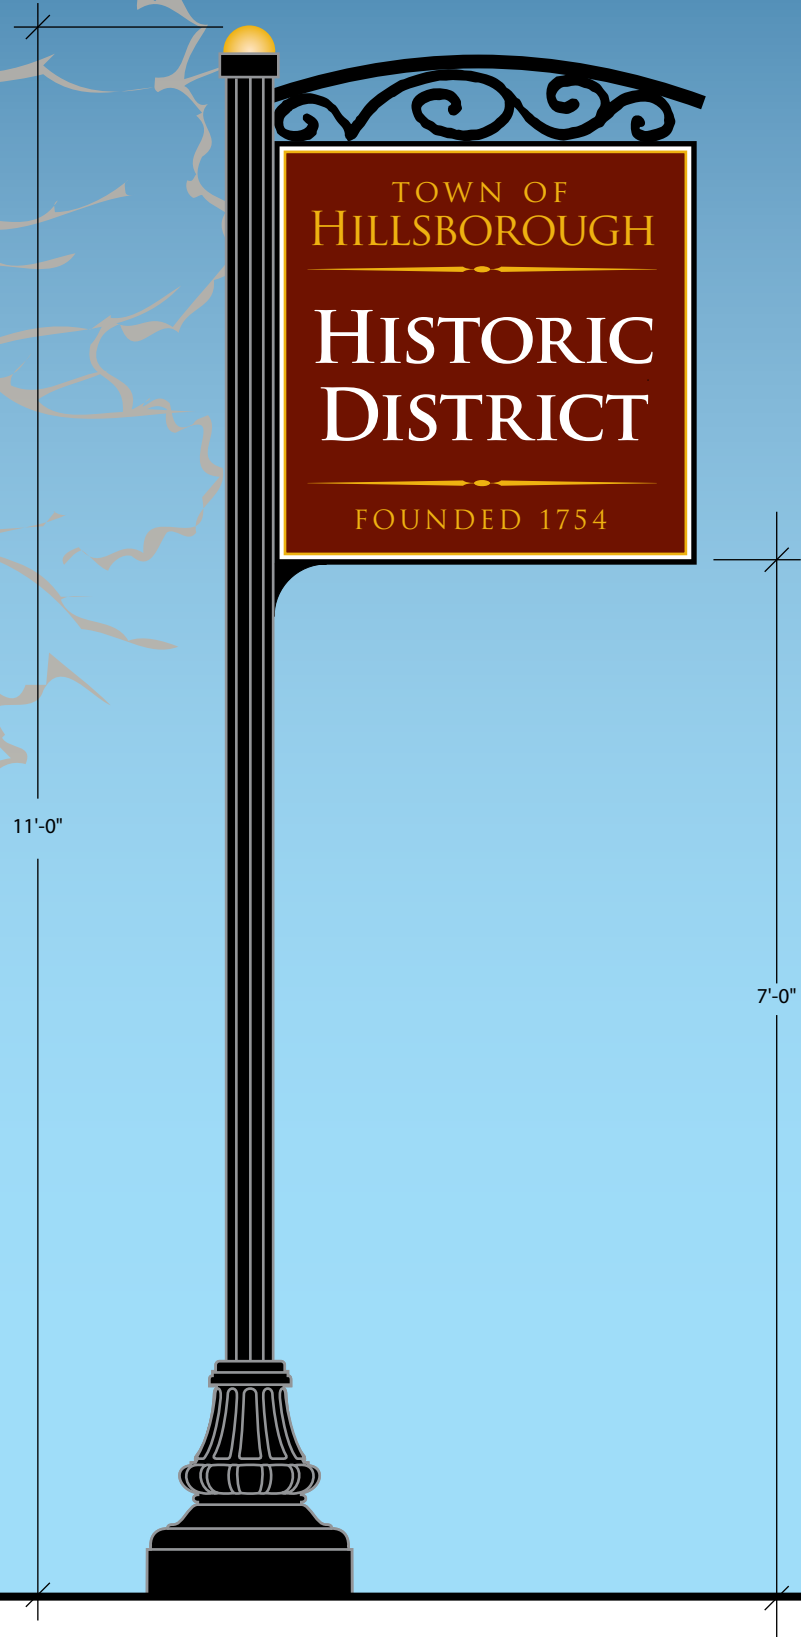 TOWN OF
HILLSBOROUGH
HISTORIC
DISTRICT
FOUNDED 1754
11'-0"
7'-0"